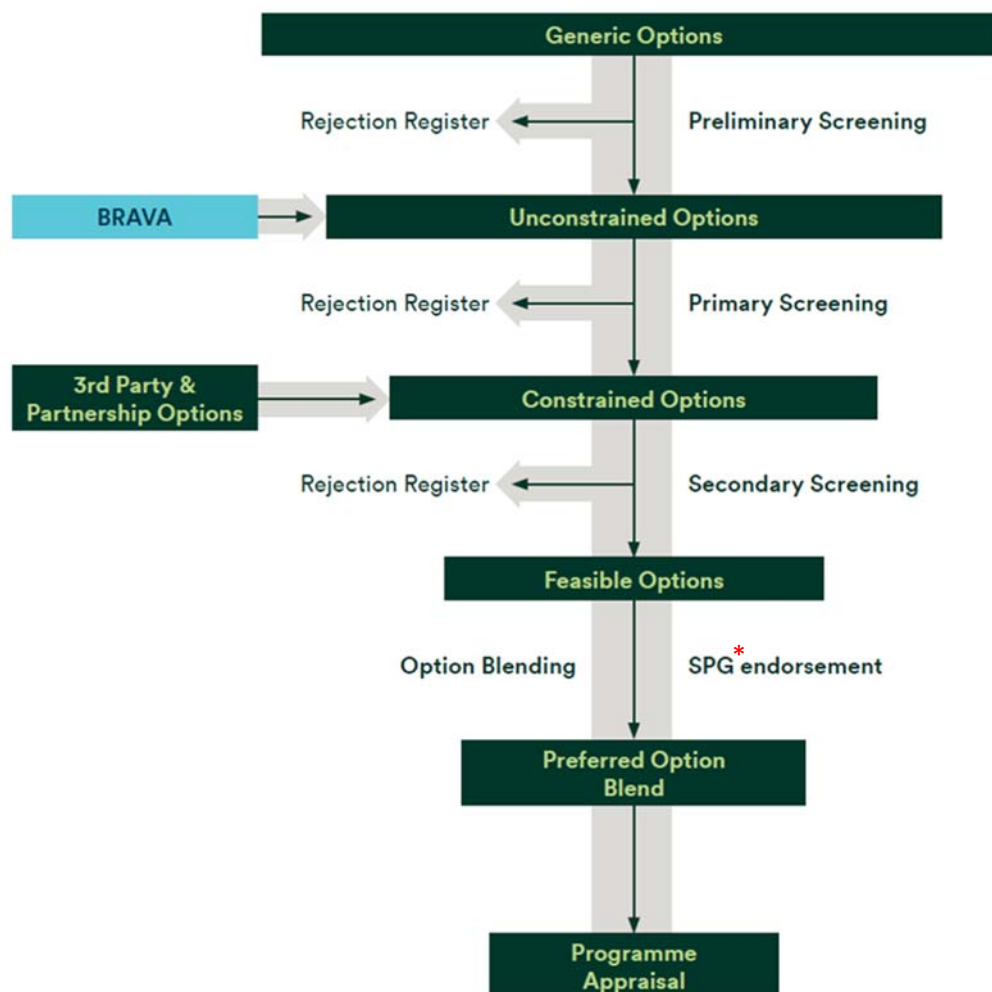 Generic Options
Rejection Register
Preliminary Screening
BRAVA
Unconstrained Options
Rejection Register
Primary Screening
3rd Party &
Partnership Options
Constrained Options
Rejection Register
Secondary Screening
Feasible Options
Option Blending
SPG* endorsement
Preferred Option
Blend
Programme
Appraisal